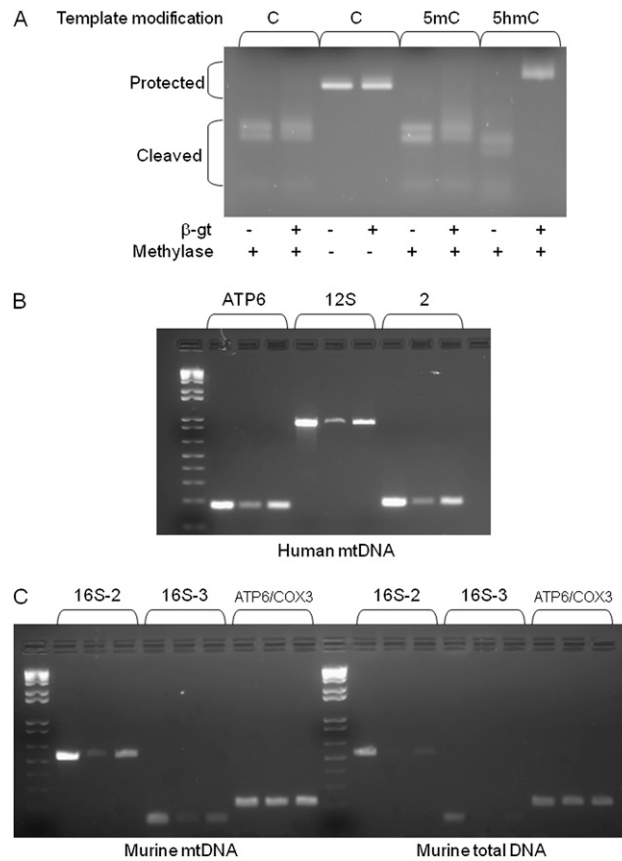 A
Template modification C C 5mC 5hmC
Protected
Cleaved
β-gt - + - + - + - +
Methylase + + - - + + + +
B
ATP6 12S 2
Human mtDNA
C
16S-2 16S-3 ATP6/COX3 16S-2 16S-3 ATP6/COX3
Murine mtDNA Murine total DNA